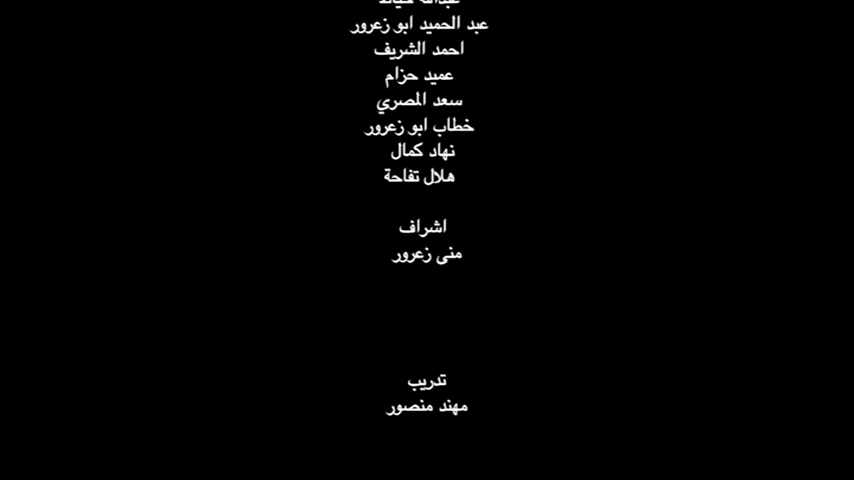 عبد الحميد ابو زعرور
احمد الشريف
عميد حزام
سعد المصري
خطاب ابو زعرور
نهاد كمال
هلال تفاحة
اشراف
منى زعرور
تدريب
مهند منصور